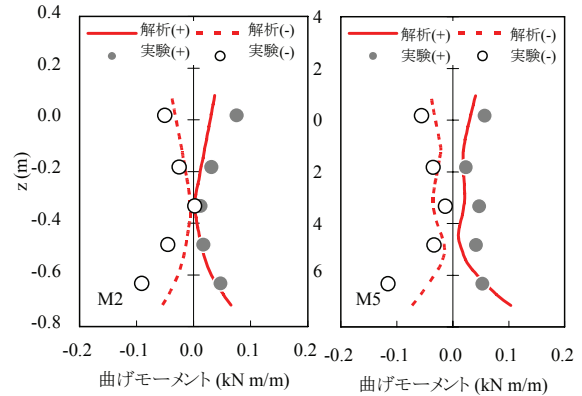 解析(+) 解析(-)
実験(+) 実験(-)
0.4
0.2
0.0
-0.2
-0.4
-0.6
-0.8
z (m)
M2
-0.2 -0.1 0.0 0.1 0.2
曲げモーメント (kN m/m)
解析(+) 解析(-)
実験(+) 実験(-)
4
2
0
2
4
6
8
M5
-0.2 -0.1 0.0 0.1 0.2
曲げモーメント (kN m/m)